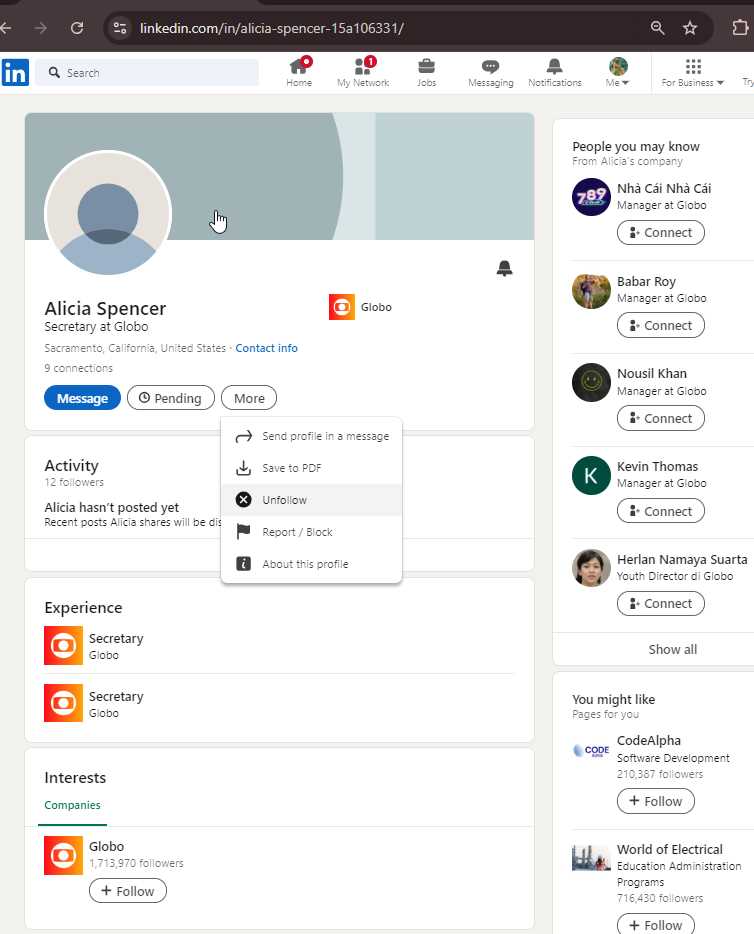 linkedin.com/in/alicia-spencer-15a106331/
in
Search
Home
1
My Network
Jobs
Messaging
Notifications
Me
For Business
Try
Alicia Spencer
Globo
Secretary at Globo
Sacramento, California, United States · Contact info
9 connections
Message
Pending
More
Send profile in a message
Save to PDF
Unfollow
Report / Block
About this profile
Activity
12 followers
Alicia hasn't posted yet
Recent posts Alicia shares will be dis
Experience
Secretary
Globo
Secretary
Globo
Interests
Companies
Globo
1,713,970 followers
+ Follow
People you may know
From Alicia's company
789
Nhà Cái Nhà Cái
Manager at Globo
Connect
Babar Roy
Manager at Globo
Connect
Nousil Khan
Manager at Globo
Connect
K
Kevin Thomas
Manager at Globo
Connect
Herlan Namaya Suarta
Youth Director di Globo
Connect
Show all
You might like
Pages for you
CODE
CodeAlpha
Software Development
210,387 followers
+ Follow
World of Electrical
Education Administration
Programs
716,430 followers
+ Follow